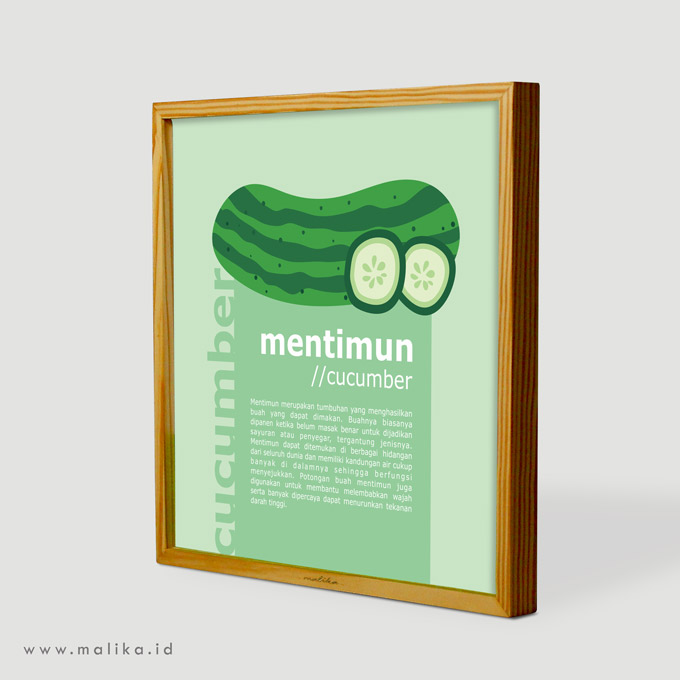 cucumber
mentimun
//cucumber
Mentimun merupakan tumbuhan yang menghasilkan
buah yang dapat dimakan. Buahnya biasanya
dipanen ketika belum masak benar untuk dijadikan
sayuran atau penyegar, tergantung jenisnya.
Mentimun dapat ditemukan di berbagai hidangan
dari seluruh dunia dan memiliki kandungan air cukup
banyak di dalamnya sehingga berfungsi
menyejukkan. Potongan buah mentimun juga
digunakan untuk membantu melembabkan wajah
serta banyak dipercaya dapat menurunkan tekanan
darah tinggi.
malika
www.malika.id